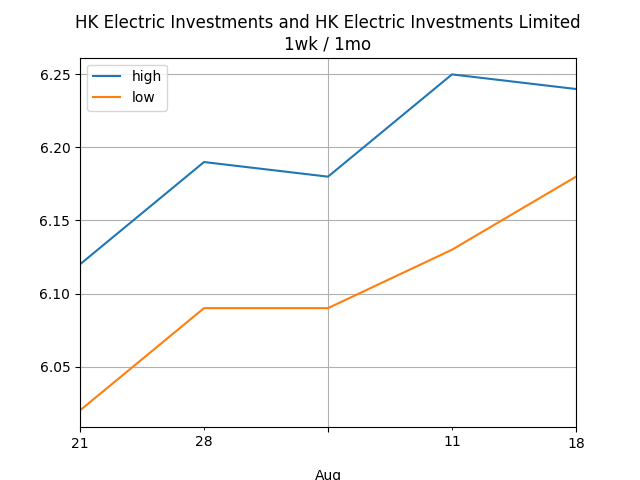 HK Electric Investments and HK Electric Investments Limited
1wk / 1mo
high
low
6.25
6.20
6.15
6.10
6.05
21
28
11
18
Aug